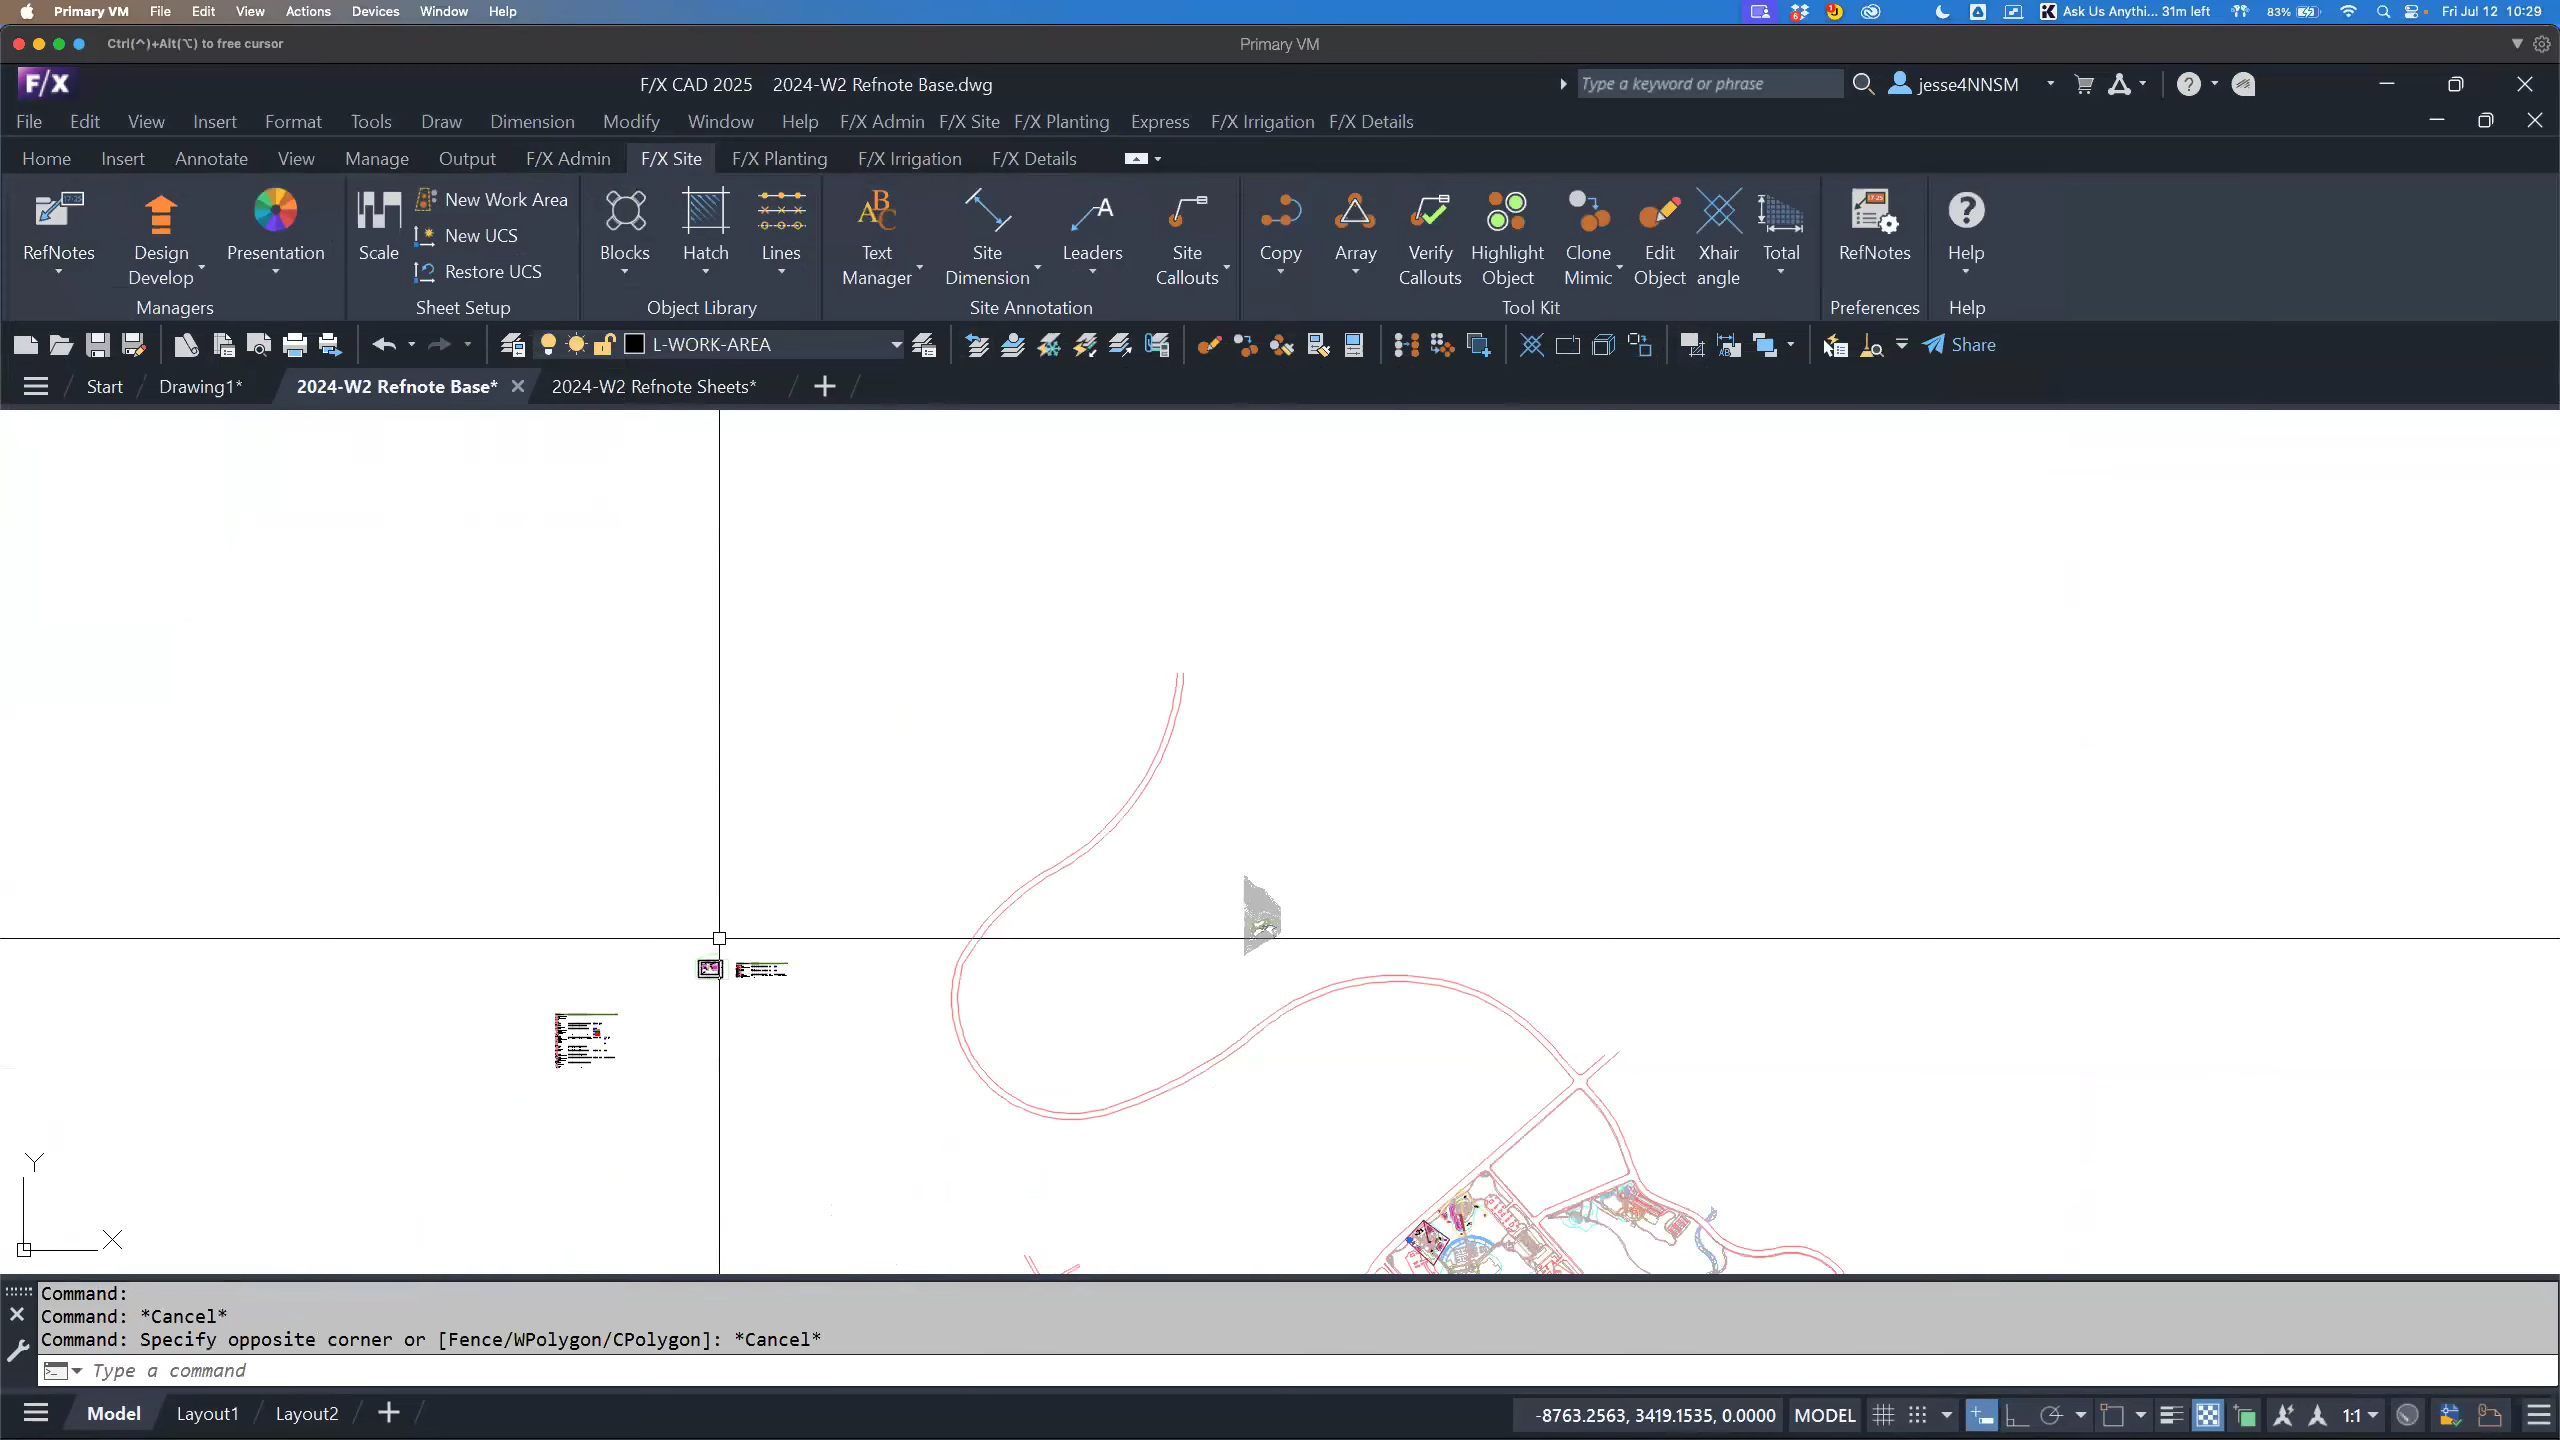 Primary VM File Edit View Actions Devices Window Help
Ask Us Anythi... 31m left 83% Fri Jul 12 10:29
Ctrl(^)+Alt(⌥) to free cursor
Primary VM
F/X
F/X CAD 2025 2024-W2 Refnote Base.dwg
Type a keyword or phrase
jesse4NNSM
File Edit View Insert Format Tools Draw Dimension Modify Window Help F/X Admin F/X Site F/X Planting Express F/X Irrigation F/X Details
Home Insert Annotate View Manage Output F/X Admin F/X Site F/X Planting F/X Irrigation F/X Details
RefNotes
Design Develop
Presentation
Managers
Scale
New Work Area
New UCS
Restore UCS
Sheet Setup
Blocks
Hatch
Lines
Object Library
Text Manager
Site Dimension
Leaders
Site Callouts
Site Annotation
Copy
Array
Verify Callouts
Highlight Object
Clone Mimic
Edit Object
Xhair angle
Total
Tool Kit
RefNotes
Preferences
Help
Help
L-WORK-AREA
Share
Start
Drawing1*
2024-W2 Refnote Base*
2024-W2 Refnote Sheets*
Y
X
Command:
Command: *Cancel*
Command: Specify opposite corner or [Fence/WPolygon/CPolygon]: *Cancel*
Type a command
Model Layout1 Layout2
-8763.2563, 3419.1535, 0.0000 MODEL 1:1